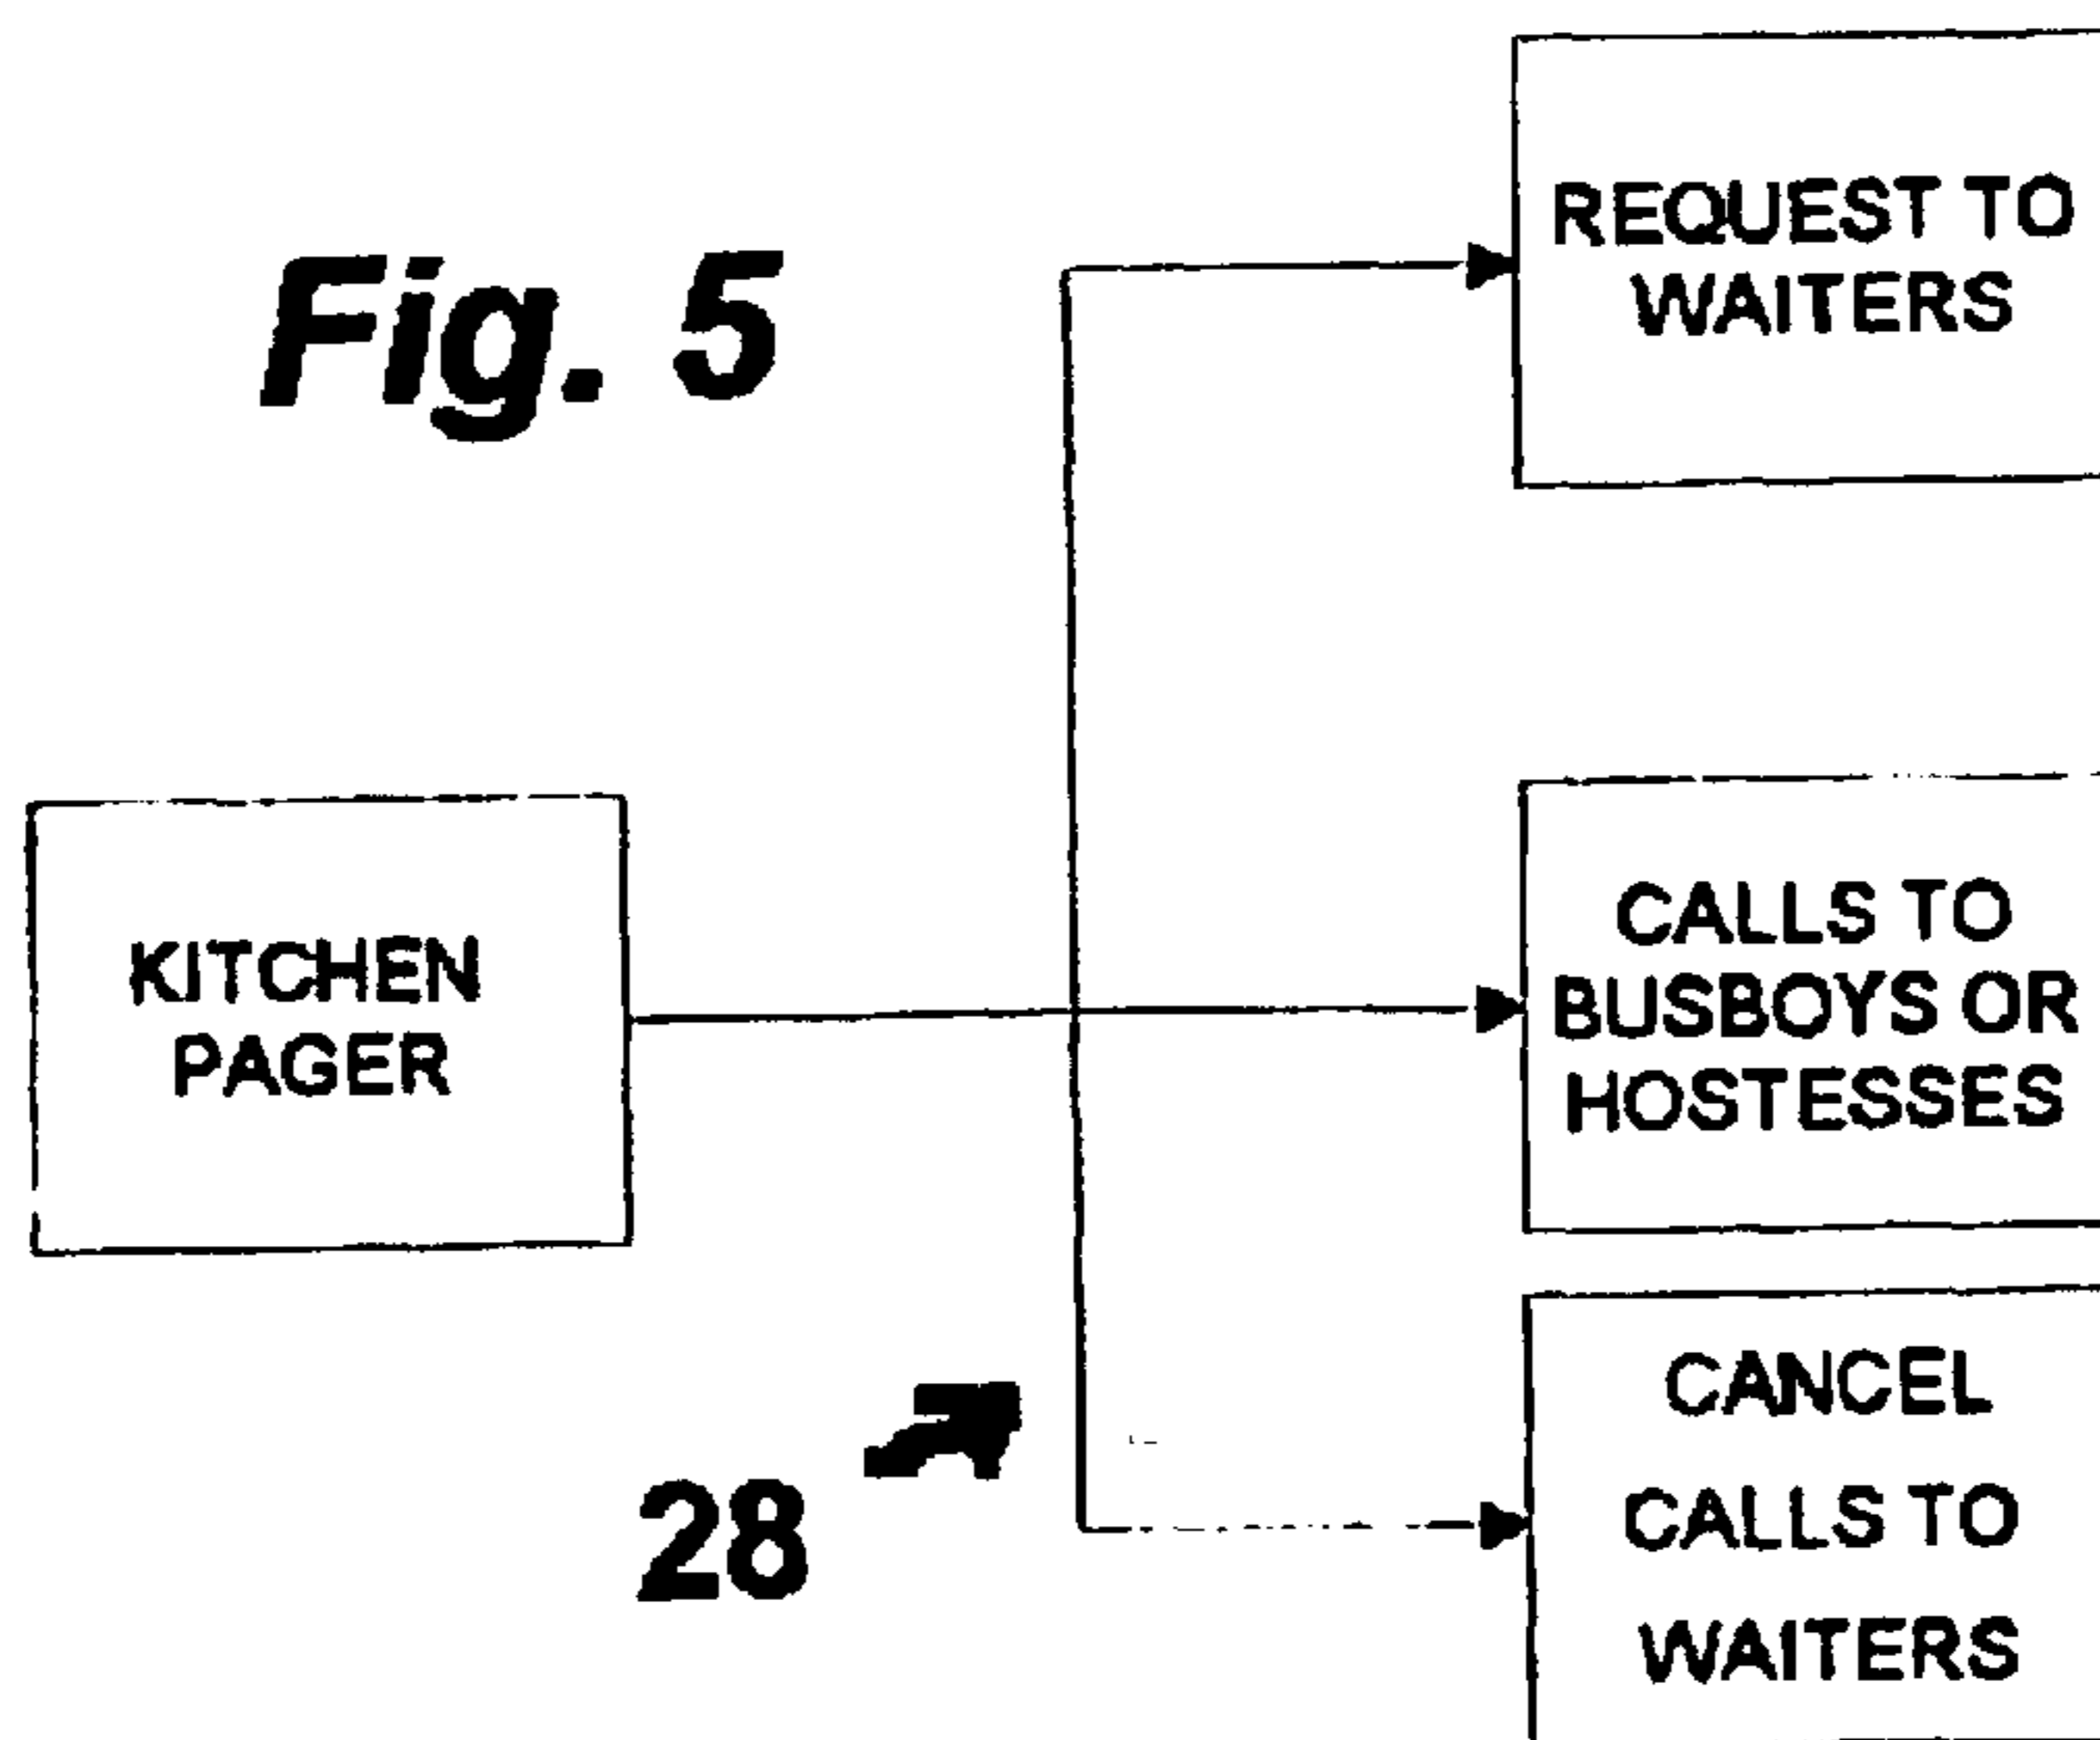 Fig. 5
REQUEST TO
WAITERS
KITCHEN
PAGER
CALLS TO
BUSBOYS OR
HOSTESSES
28
CANCEL
CALLS TO
WAITERS